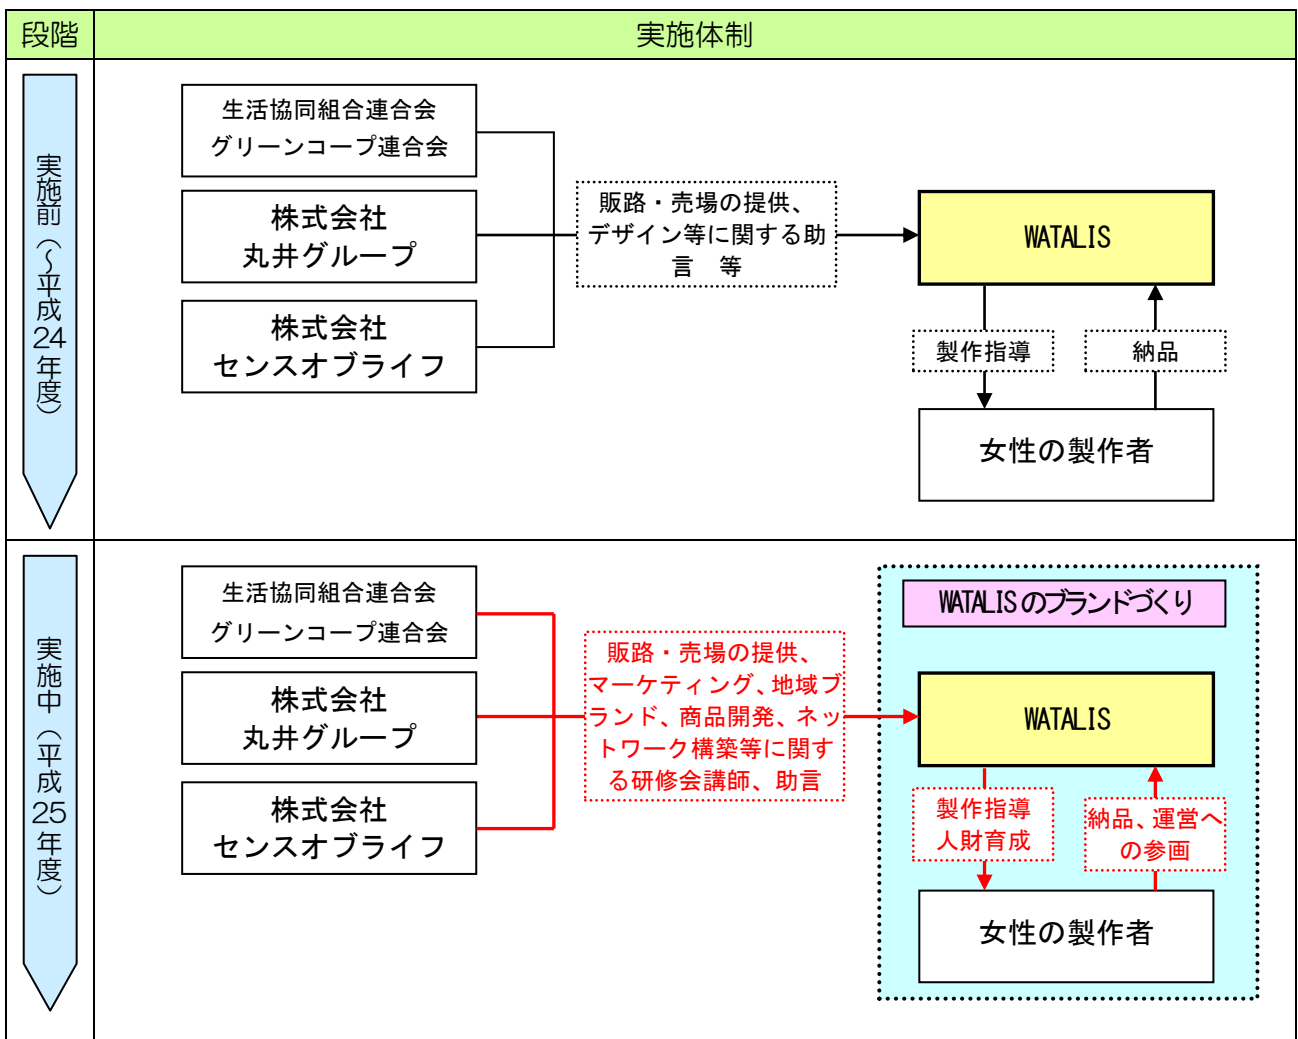 段階
実施体制
実施前（～平成24年度）
生活協同組合連合会
グリーンコープ連合会
株式会社
丸井グループ
株式会社
センスオブライフ
販路・売場の提供、
デザイン等に関する助
言　等
WATALIS
製作指導
納品
女性の製作者
実施中（平成25年度）
生活協同組合連合会
グリーンコープ連合会
株式会社
丸井グループ
株式会社
センスオブライフ
販路・売場の提供、
マーケティング、地域ブ
ランド、商品開発、ネッ
トワーク構築等に関す
る研修会講師、助言
WATALISのブランドづくり
WATALIS
製作指導
人財育成
納品、運営へ
の参画
女性の製作者